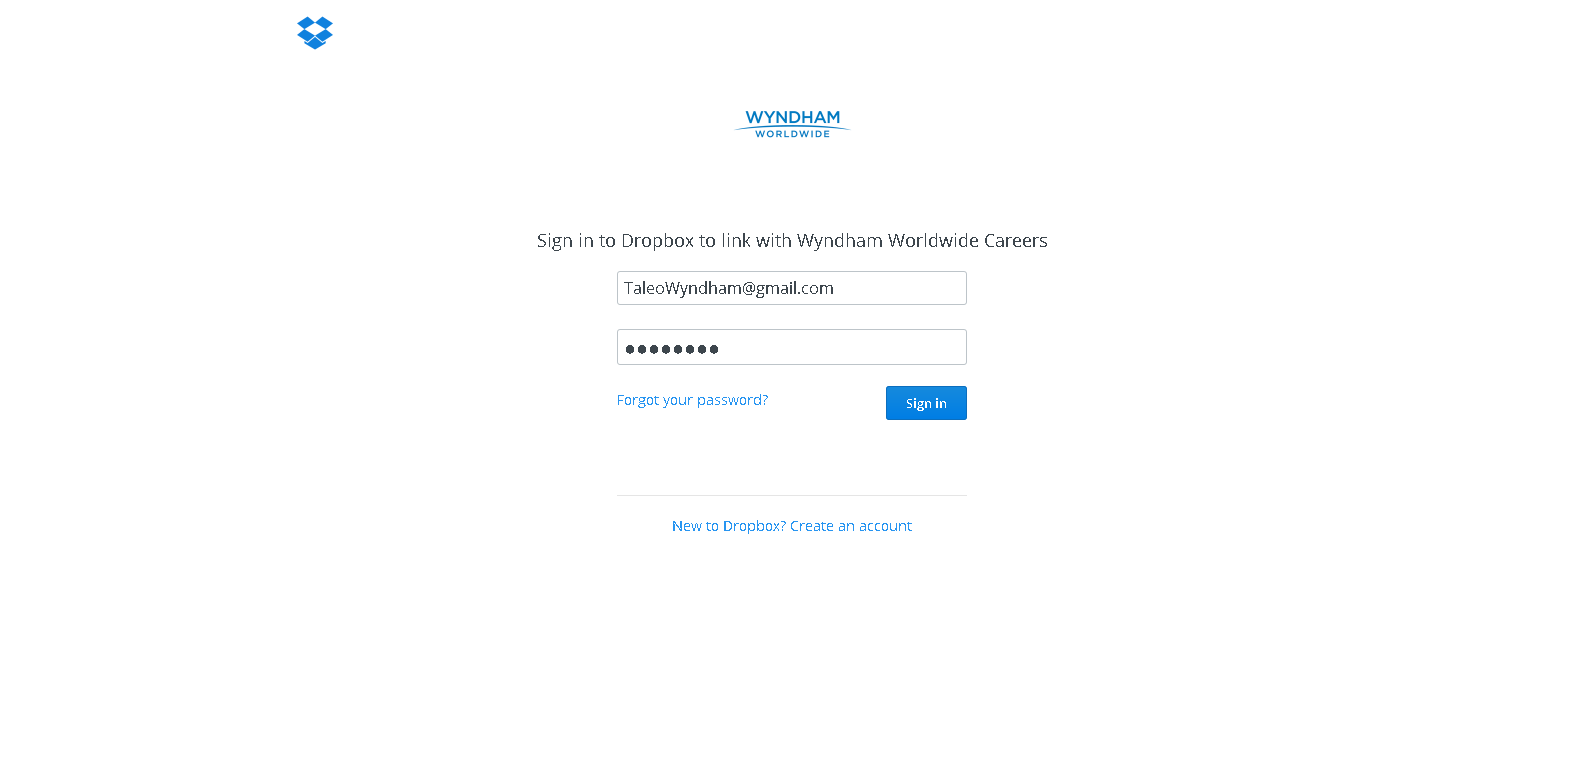 WYNDHAM
WORLDWIDE
Sign in to Dropbox to link with Wyndham Worldwide Careers
TaleoWyndham@gmail.com
●●●●●●●●
Forgot your password?
Sign in
New to Dropbox? Create an account